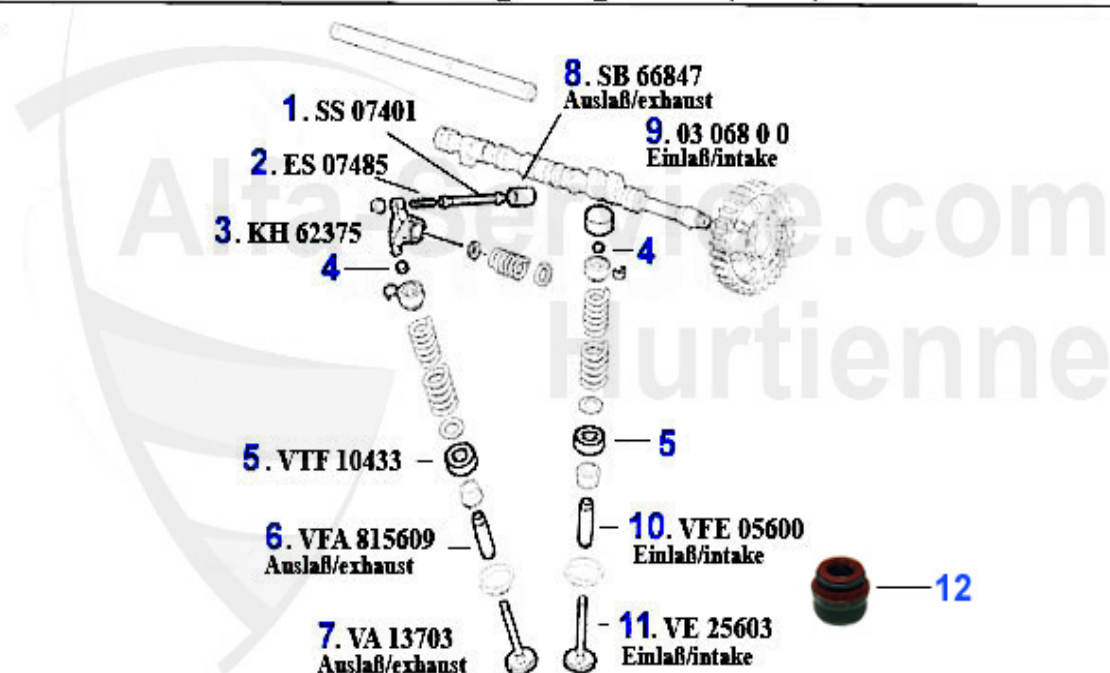 8. SB 66847
Auslaß/exhaust
1. SS 07401
9. 03 068 0 0
Einlaß/intake
2. ES 07485
3. KH 62375
4
4
5
5. VTF 10433
6. VFA 815609
Auslaß/exhaust
10. VFE 05600
Einlaß/intake
12
7. VA 13703
Auslaß/exhaust
11. VE 25603
Einlaß/intake
Alfa-Service.com
Hurtienne